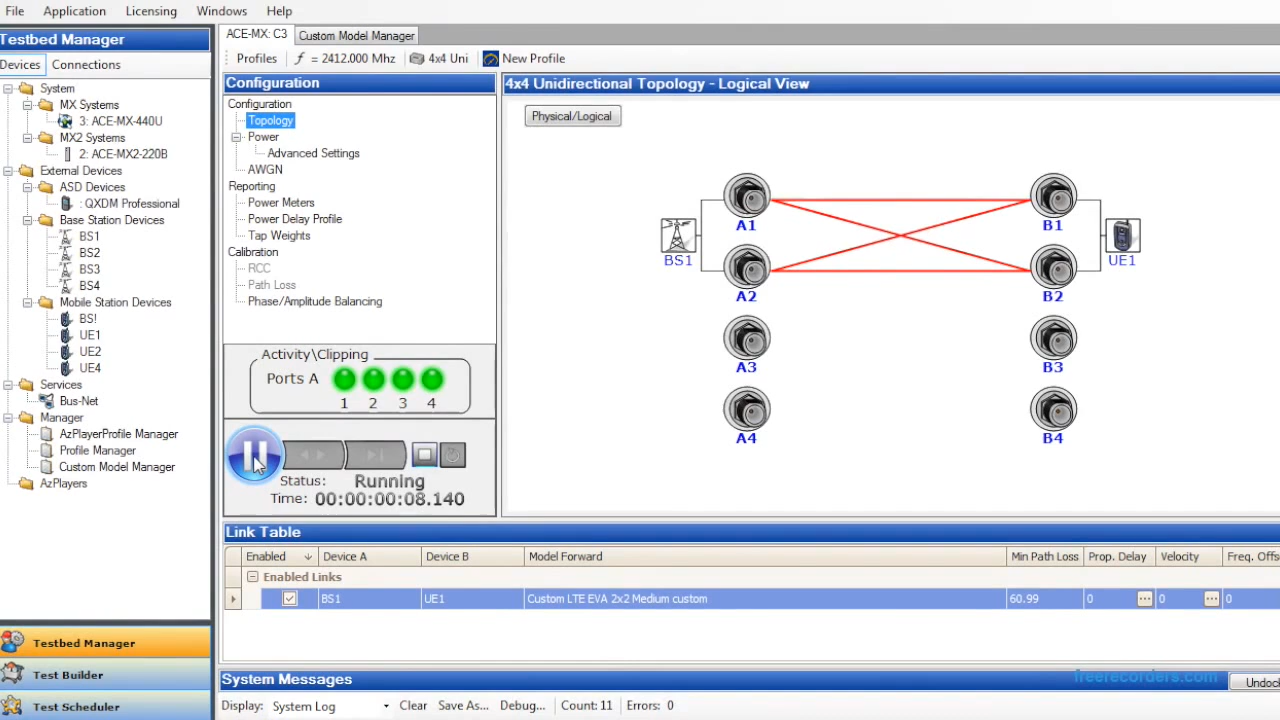 File Application Licensing Windows Help
Testbed Manager
Devices Connections
System
MX Systems
3: ACE-MX-440U
MX2 Systems
2: ACE-MX2-220B
External Devices
ASD Devices
: QXDM Professional
Base Station Devices
BS1
BS2
BS3
BS4
Mobile Station Devices
BS!
UE1
UE2
UE4
Services
Bus-Net
Manager
AzPlayerProfile Manager
Profile Manager
Custom Model Manager
AzPlayers
Testbed Manager
Test Builder
Test Scheduler
ACE-MX: C3 Custom Model Manager
Profiles f = 2412.000 Mhz 4x4 Uni New Profile
Configuration
Configuration
Topology
Power
Advanced Settings
AWGN
Reporting
Power Meters
Power Delay Profile
Tap Weights
Calibration
RCC
Path Loss
Phase/Amplitude Balancing
Activity\Clipping
Ports A
1 2 3 4
Status: Running
Time: 00:00:00:08.140
4x4 Unidirectional Topology - Logical View
Physical/Logical
A1 B1
BS1 UE1
A2 B2
A3 B3
A4 B4
Link Table
Enabled Device A Device B Model Forward Min Path Loss Prop. Delay Velocity Freq. Offs
Enabled Links
BS1 UE1 Custom LTE EVA 2x2 Medium custom 60.99 0 ... 0 ... 0
System Messages
freerecorders.com
Undock
Display: System Log Clear Save As... Debug... Count: 11 Errors: 0